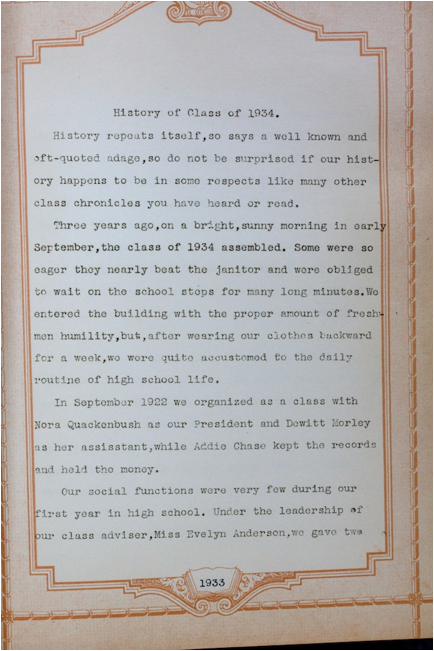 History of Class of 1934.
History repeats itself,so says a well known and
oft-quoted adage,so do not be surprised if our hist-
ory happens to be in some respects like many other
class chronicles you have heard or read.
Three years ago,on a bright,sunny morning in early
September,the class of 1934 assembled. Some were so
eager they nearly beat the janitor and were obliged
to wait on the school steps for many long minutes.We
entered the building with the proper amount of fresh-
men humility,but,after wearing our clothes backward
for a week,we were quite accustomed to the daily
routine of high school life.
In September 1922 we organized as a class with
Nora Quackenbush as our President and Dewitt Morley
as her assisstant,while Addie Chase kept the records
and held the money.
Our social functions were very few during our
first year in high school. Under the leadership of
our class adviser,Miss Evelyn Anderson,we gave two
1933